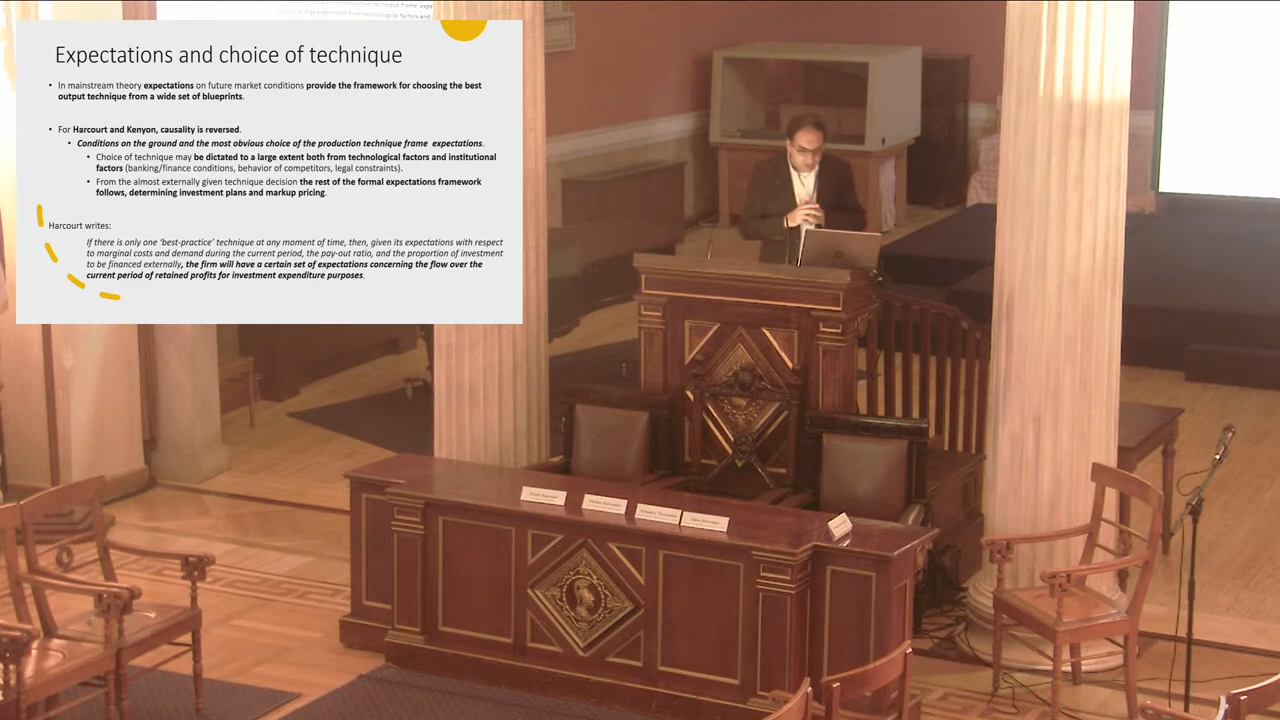 Expectations and choice of technique
• In mainstream theory expectations on future market conditions provide the framework for choosing the best
output technique from a wide set of blueprints.
• For Harcourt and Kenyon, causality is reversed.
• Conditions on the ground and the most obvious choice of the production technique frame expectations.
• Choice of technique may be dictated to a large extent both from technological factors and institutional
factors (banking/finance conditions, behavior of competitors, legal constraints).
• From the almost externally given technique decision the rest of the formal expectations framework
follows, determining investment plans and markup pricing.
Harcourt writes:
If there is only one ‘best-practice’ technique at any moment of time, then, given its expectations with respect
to marginal costs and demand during the current period, the pay-out ratio, and the proportion of investment
to be financed externally, the firm will have a certain set of expectations concerning the flow over the
current period of retained profits for investment expenditure purposes.